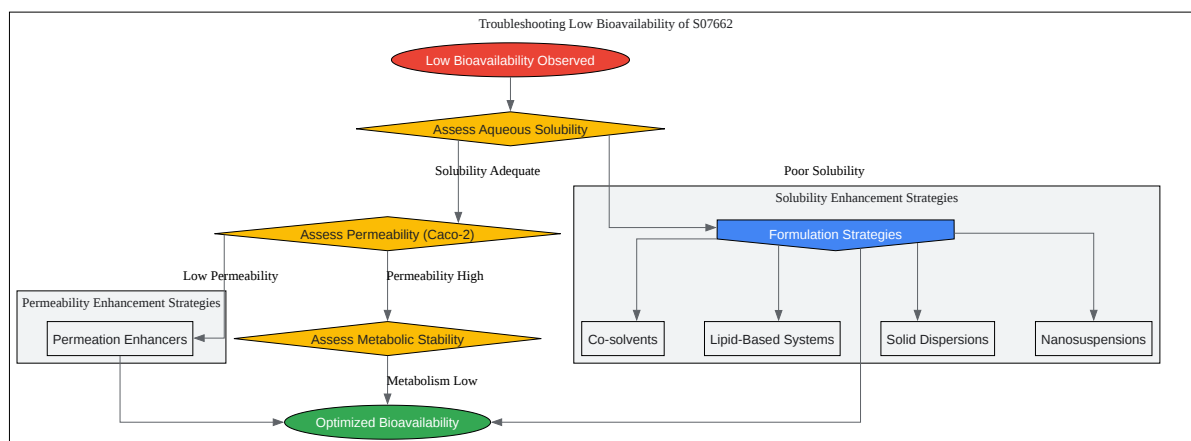 Troubleshooting Low Bioavailability of S07662
Low Bioavailability Observed
Assess Aqueous Solubility
Solubility Adequate
Poor Solubility
Solubility Enhancement Strategies
Assess Permeability (Caco-2)
Formulation Strategies
Low Permeability
Permeability High
Permeability Enhancement Strategies
Permeation Enhancers
Assess Metabolic Stability
Co-solvents
Lipid-Based Systems
Solid Dispersions
Nanosuspensions
Metabolism Low
Optimized Bioavailability